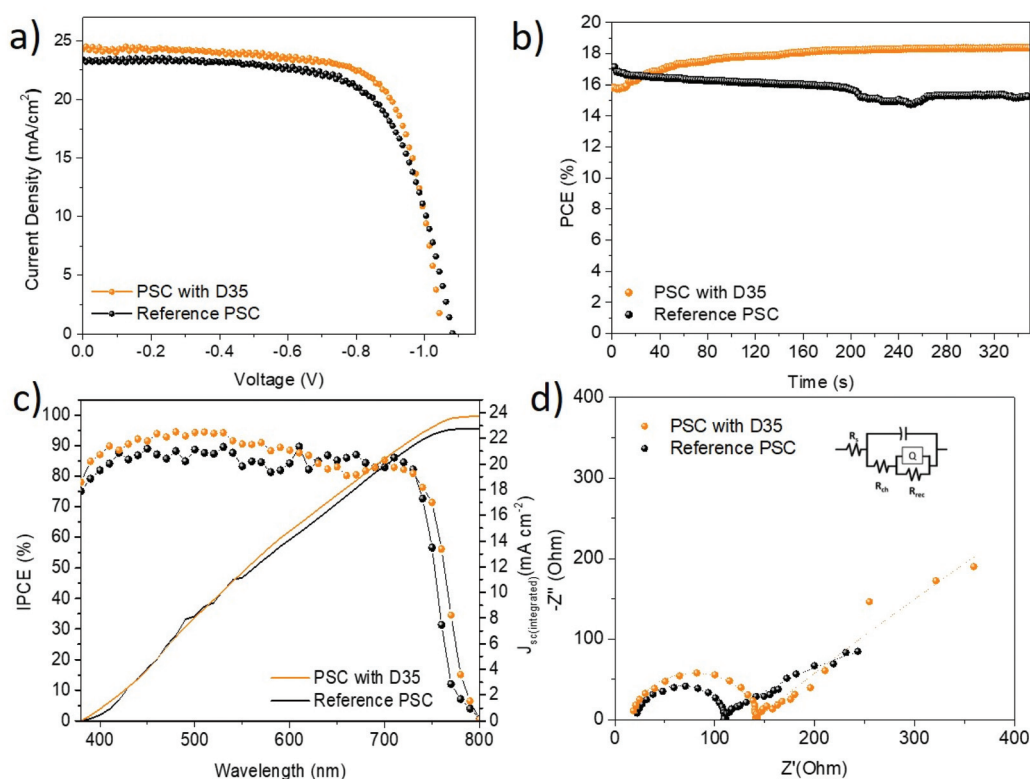 a)
25
20
15
10
5
0
Current Density (mA/cm²)
PSC with D35
Reference PSC
0.0 -0.2 -0.4 -0.6 -0.8 -1.0
Voltage (V)
b)
20
18
16
14
12
10
8
6
4
2
0
PCE (%)
PSC with D35
Reference PSC
0 40 80 120 160 200 240 280 320
Time (s)
c)
100
90
80
70
60
50
40
30
20
10
0
IPCE (%)
24
22
20
18
16
14
12
10
8
6
4
2
0
Jsc(integrated)(mA cm⁻²)
PSC with D35
Reference PSC
400 500 600 700 800
Wavelength (nm)
d)
400
300
200
100
0
-Z''(Ohm)
PSC with D35
Reference PSC
Rs
Q
Rch
Rrec
0 100 200 300 400
Z'(Ohm)